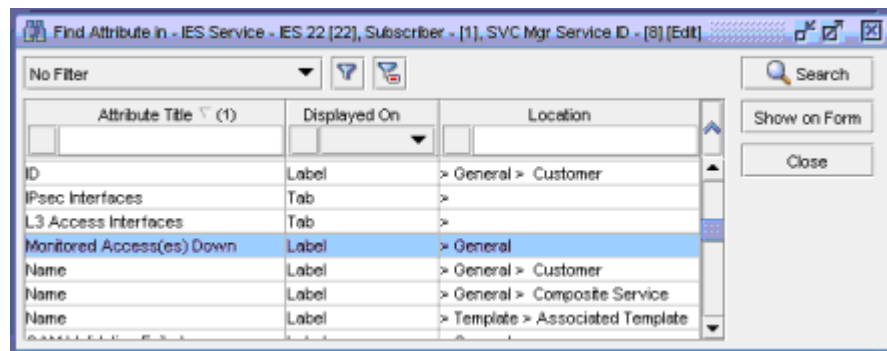 Find Attribute in - IES Service - IES 22 [22], Subscriber - [1], SVC Mgr Service ID - [8] [Edit]
No Filter
Search
Attribute Title (1) Displayed On Location
Show on Form
Close
ID Label > General > Customer
IPsec Interfaces Tab >
L3 Access Interfaces Tab >
Monitored Access(es) Down Label > General
Name Label > General > Customer
Name Label > General > Composite Service
Name Label > Template > Associated Template